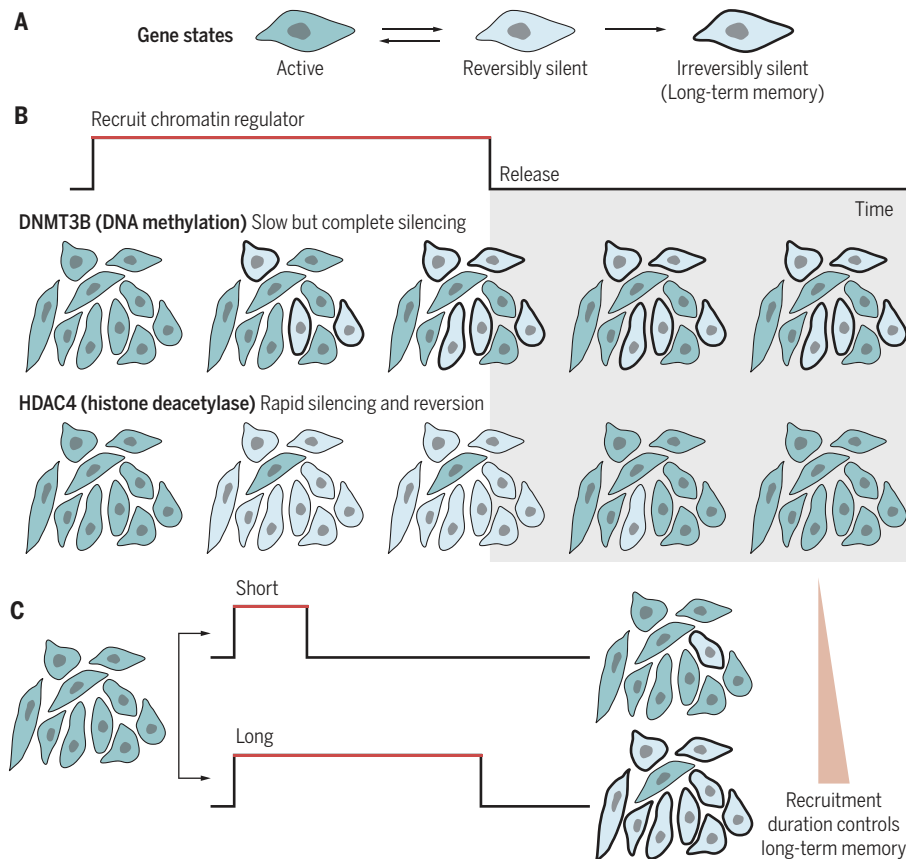 A
Gene states
Active
Reversibly silent
Irreversibly silent
(Long-term memory)
B
Recruit chromatin regulator
Release
Time
DNMT3B (DNA methylation) Slow but complete silencing
HDAC4 (histone deacetylase) Rapid silencing and reversion
C
Short
Long
Recruitment
duration controls
long-term memory